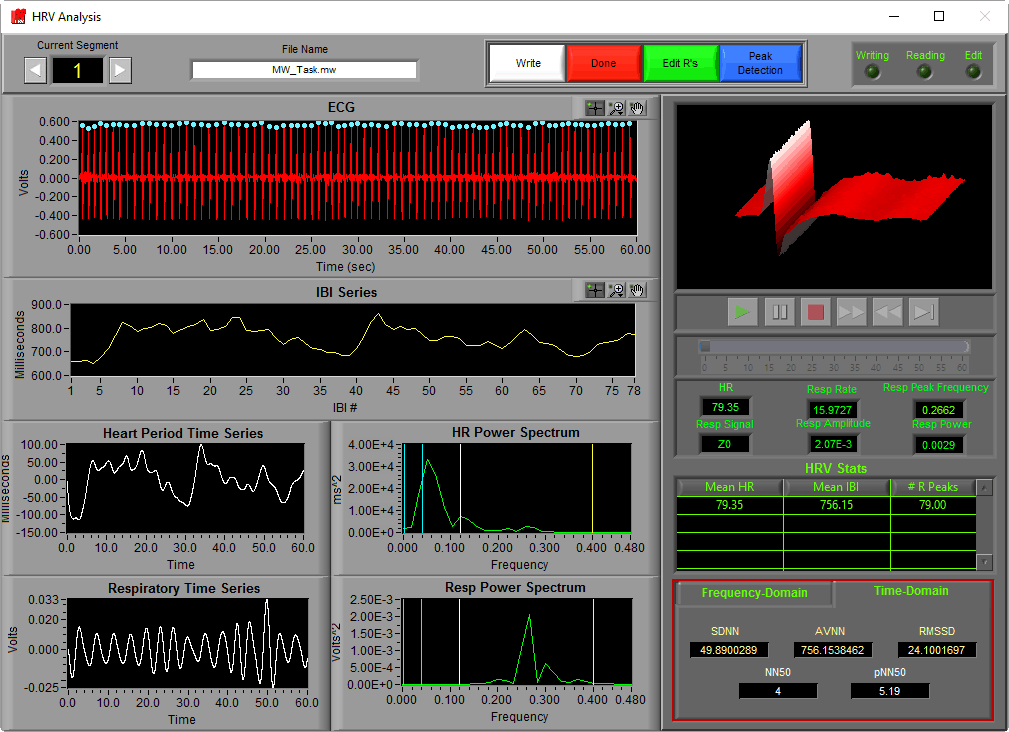 HRV Analysis
Current Segment
1
File Name
MW_Task.mw
Write
Done
Edit R's
Peak
Detection
Writing Reading Edit
ECG
0.600
0.400
0.200
0.000
-0.200
-0.400
-0.600
Volts
0.00 5.00 10.00 15.00 20.00 25.00 30.00 35.00 40.00 45.00 50.00 55.00 60.00
Time (sec)
IBI Series
900.0
800.0
700.0
600.0
Milliseconds
1 5 10 15 20 25 30 35 40 45 50 55 60 65 70 75 78
IBI #
Heart Period Time Series
100.00
50.00
0.00
-50.00
-100.00
-150.00
Milliseconds
0.0 10.0 20.0 30.0 40.0 50.0 60.0
Time
HR Power Spectrum
4.00E+4
3.00E+4
2.00E+4
1.00E+4
0.00E+0
ms^2
0.000 0.100 0.200 0.300 0.400 0.480
Frequency
Respiratory Time Series
0.033
0.020
0.000
-0.025
Volts
0.0 10.0 20.0 30.0 40.0 50.0 60.0
Time
Resp Power Spectrum
2.50E-3
2.00E-3
1.50E-3
1.00E-3
5.00E-4
0.00E+0
Volts^2
0.000 0.100 0.200 0.300 0.400 0.480
Frequency
0 5 10 15 20 25 30 35 40 45 50 55 60
HR Resp Rate Resp Peak Frequency
79.35 15.9727 0.2662
Resp Signal Resp Amplitude Resp Power
Z0 2.07E-3 0.0029
HRV Stats
Mean HR Mean IBI # R Peaks
79.35 756.15 79.00
Frequency-Domain Time-Domain
SDNN AVNN RMSSD
49.8900289 756.1538462 24.1001697
NN50 pNN50
4 5.19